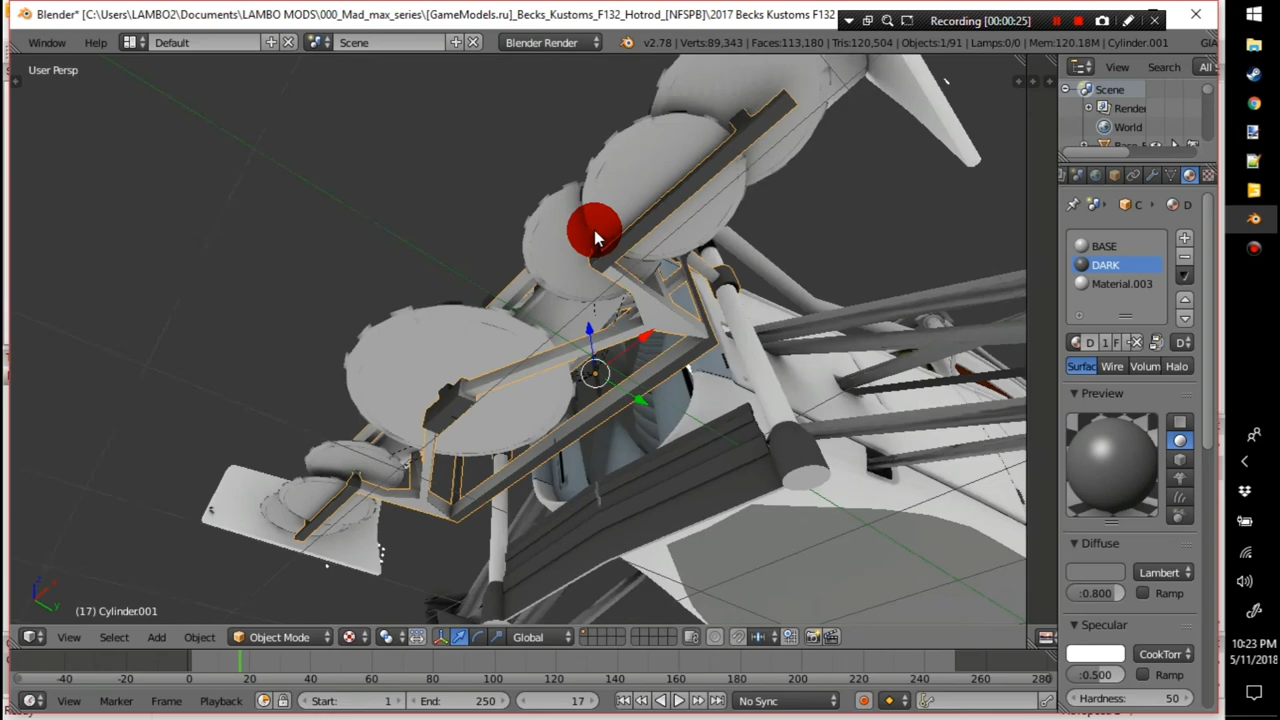 Blender* [C:\Users\LAMBO2\Documents\LAMBO MODS\000_Mad_max_series\[GameModels.ru]_Becks_Kustoms_F132_Hotrod_[NFSPB]\2017 Becks Kustoms F132
Recording [00:00:25]
Window Help Default Scene Blender Render v2.78 | Verts:89,343 | Faces:113,180 | Tris:120,504 | Objects:1/91 | Lamps:0/0 | Mem:120.18M | Cylinder.001
User Persp
View Search All S
Scene
Render
World
C D
BASE
DARK
Material.003
D 1 F D
Surfac Wire Volum Halo
Preview
Diffuse
Lambert
:0.800 Ramp
Specular
CookTorr
:0.500 Ramp
Hardness: 50
(17) Cylinder.001
View Select Add Object Object Mode Global
-40 -20 0 20 40 60 80 100 120 140 160 180 200 220 240 260 280
View Marker Frame Playback Start: 1 End: 250 17 No Sync
10:23 PM
5/11/2018